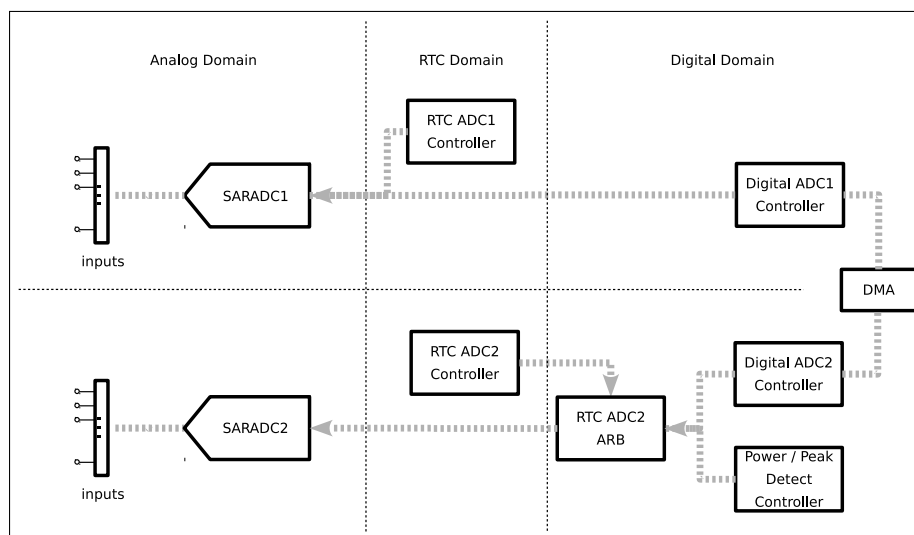 Analog Domain
RTC Domain
Digital Domain
RTC ADC1
Controller
SARADC1
Digital ADC1
Controller
inputs
DMA
RTC ADC2
Controller
Digital ADC2
Controller
SARADC2
RTC ADC2
ARB
Power / Peak
Detect
Controller
inputs